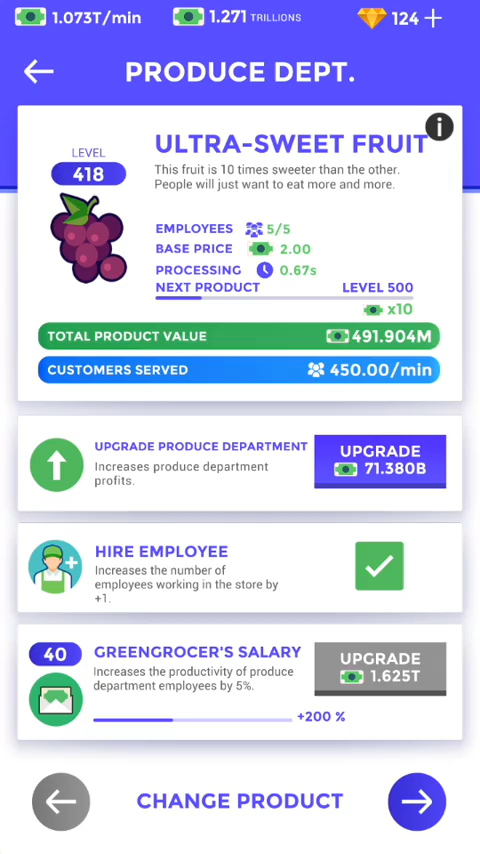 1.073T/min 1.271 TRILLIONS 124 +
PRODUCE DEPT.
i
LEVEL
418
ULTRA-SWEET FRUIT
This fruit is 10 times sweeter than the other.
People will just want to eat more and more.
EMPLOYEES 5/5
BASE PRICE 2.00
PROCESSING 0.67s
NEXT PRODUCT LEVEL 500
x10
TOTAL PRODUCT VALUE 491.904M
CUSTOMERS SERVED 450.00/min
UPGRADE PRODUCE DEPARTMENT
Increases produce department
profits.
UPGRADE
71.380B
HIRE EMPLOYEE
Increases the number of
employees working in the store by
+1.
40
GREENGROCER'S SALARY
Increases the productivity of produce
department employees by 5%.
+200 %
UPGRADE
1.625T
CHANGE PRODUCT